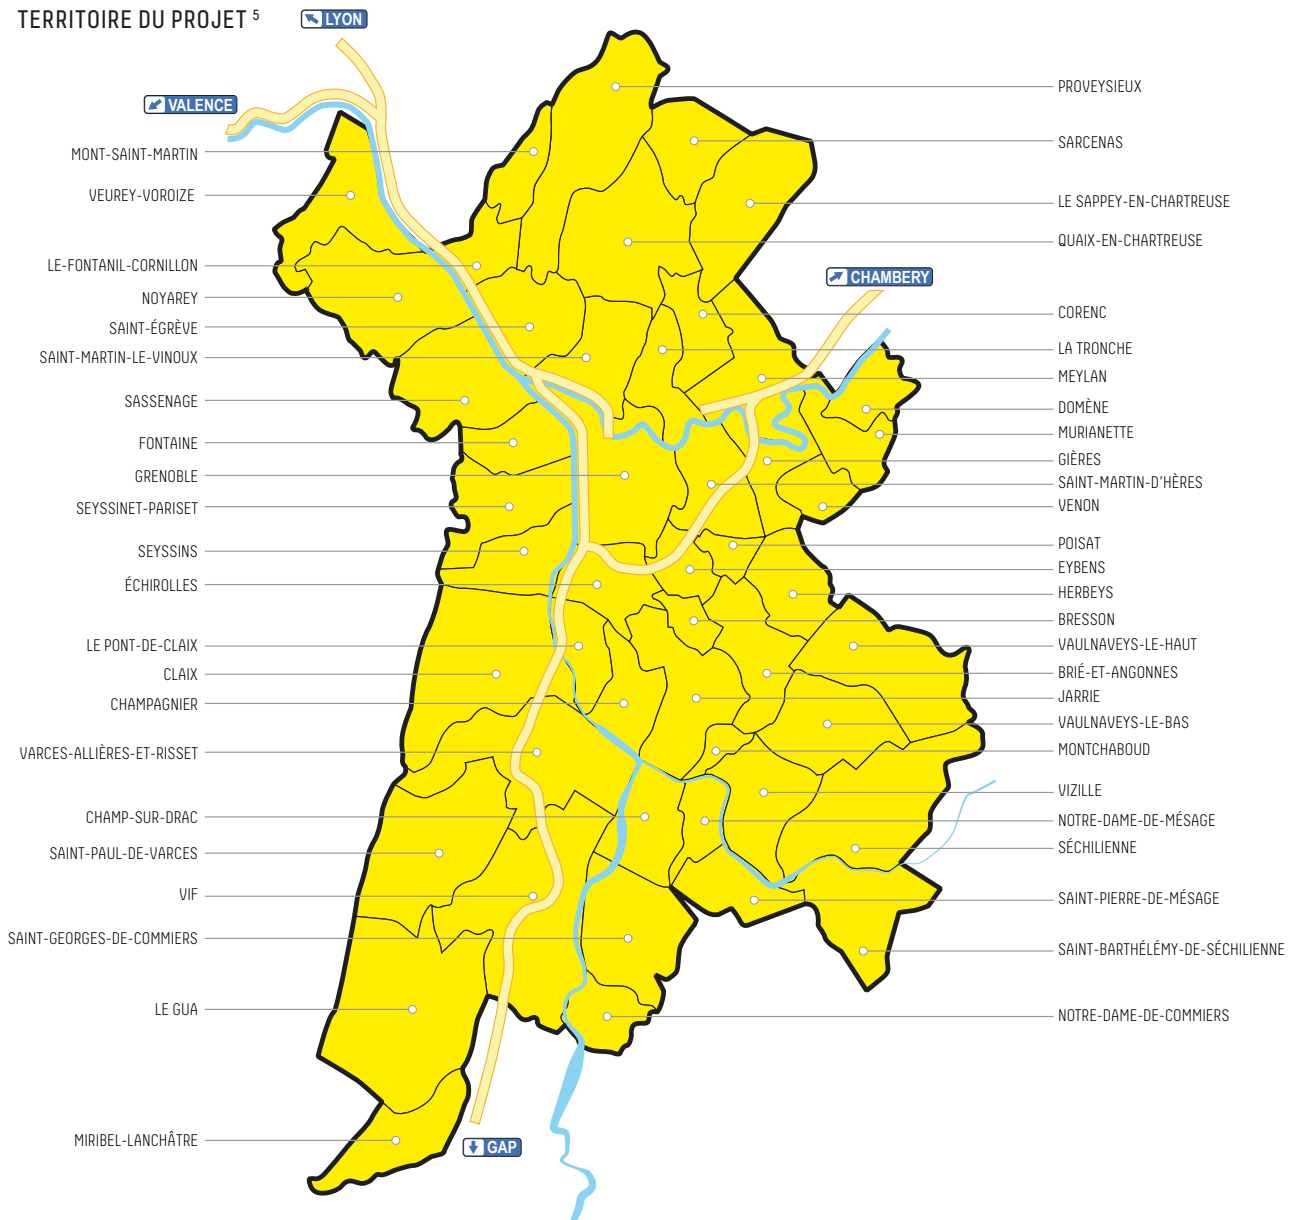 TERRITOIRE DU PROJET 5
LYON
VALENCE
CHAMBERY
GAP
MONT-SAINT-MARTIN
VEUREY-VOROIZE
LE-FONTANIL-CORNILLON
NOYAREY
SAINT-ÉGRÈVE
SAINT-MARTIN-LE-VINOUX
SASSENAGE
FONTAINE
GRENOBLE
SEYSSINET-PARISET
SEYSSINS
ÉCHIROLLES
LE PONT-DE-CLAIX
CLAIX
CHAMPAGNIER
VARCES-ALLIÈRES-ET-RISSET
CHAMP-SUR-DRAC
SAINT-PAUL-DE-VARCES
VIF
SAINT-GEORGES-DE-COMMIERS
LE GUA
MIRIBEL-LANCHÂTRE
PROVEYSIEUX
SARCENAS
LE SAPPEY-EN-CHARTREUSE
QUAIX-EN-CHARTREUSE
CORENC
LA TRONCHE
MEYLAN
DOMÈNE
MURIANETTE
GIÈRES
SAINT-MARTIN-D'HÈRES
VENON
POISAT
EYBENS
HERBEYS
BRESSON
VAULNAVEYS-LE-HAUT
BRIÉ-ET-ANGONNES
JARRIE
VAULNAVEYS-LE-BAS
MONTCHABOUD
VIZILLE
NOTRE-DAME-DE-MÉSAGE
SÉCHILIENNE
SAINT-PIERRE-DE-MÉSAGE
SAINT-BARTHÉLÉMY-DE-SÉCHILIENNE
NOTRE-DAME-DE-COMMIERS